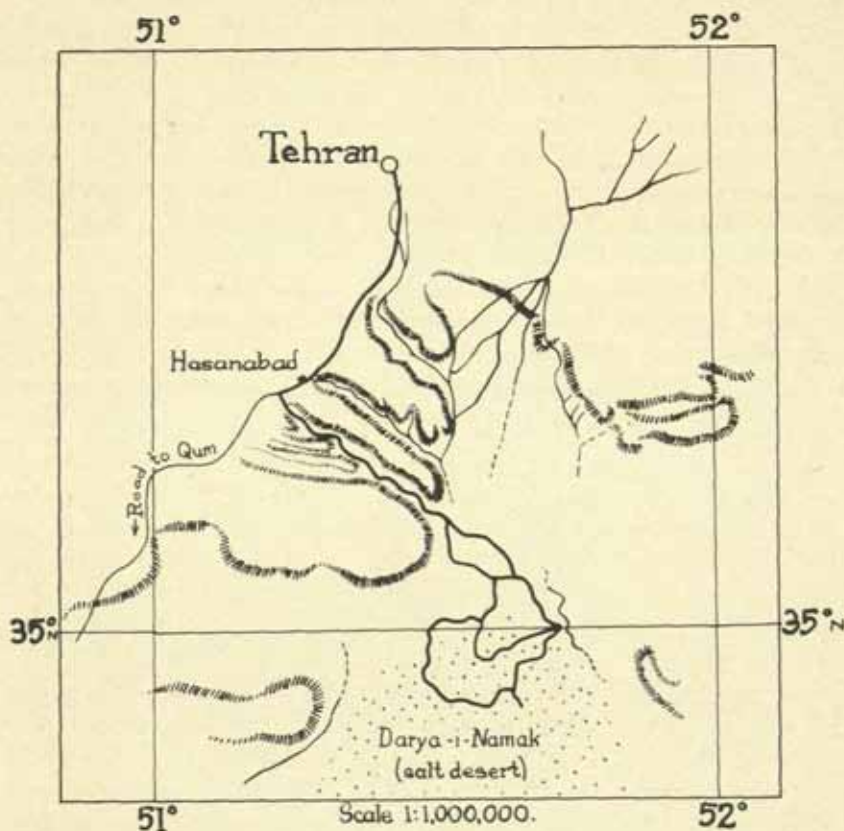 51° 52°
Tehran
Hasanabad
←Road to Qum
35°N 35°N
Darya-i-Namak
(salt desert)
51° 52°
Scale 1:1,000,000.